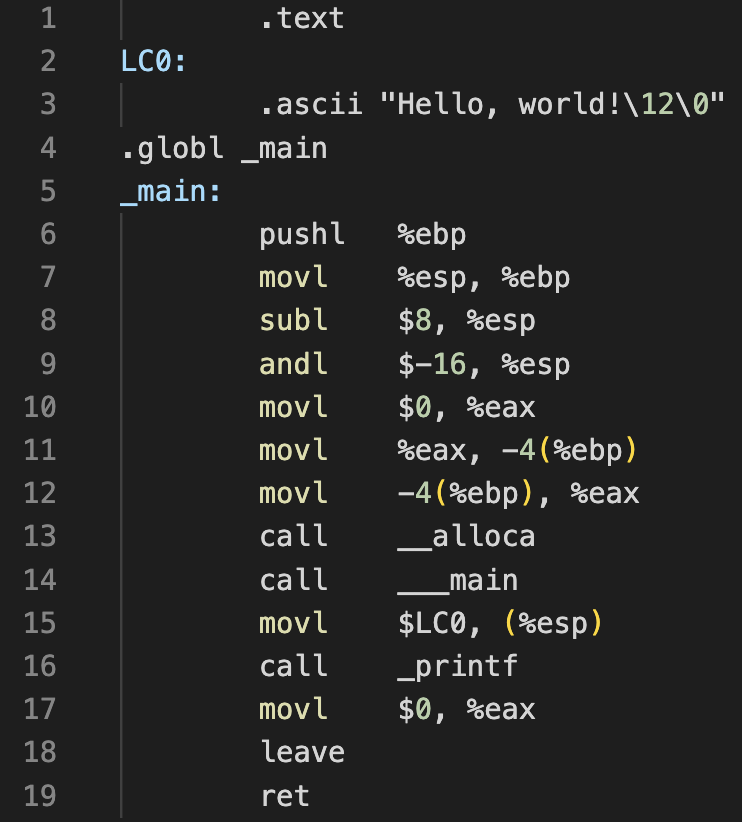 1 .text
2 LC0:
3 .ascii "Hello, world!\12\0"
4 .globl _main
5 _main:
6 pushl %ebp
7 movl %esp, %ebp
8 subl $8, %esp
9 andl $-16, %esp
10 movl $0, %eax
11 movl %eax, -4(%ebp)
12 movl -4(%ebp), %eax
13 call __alloca
14 call ___main
15 movl $LC0, (%esp)
16 call _printf
17 movl $0, %eax
18 leave
19 ret